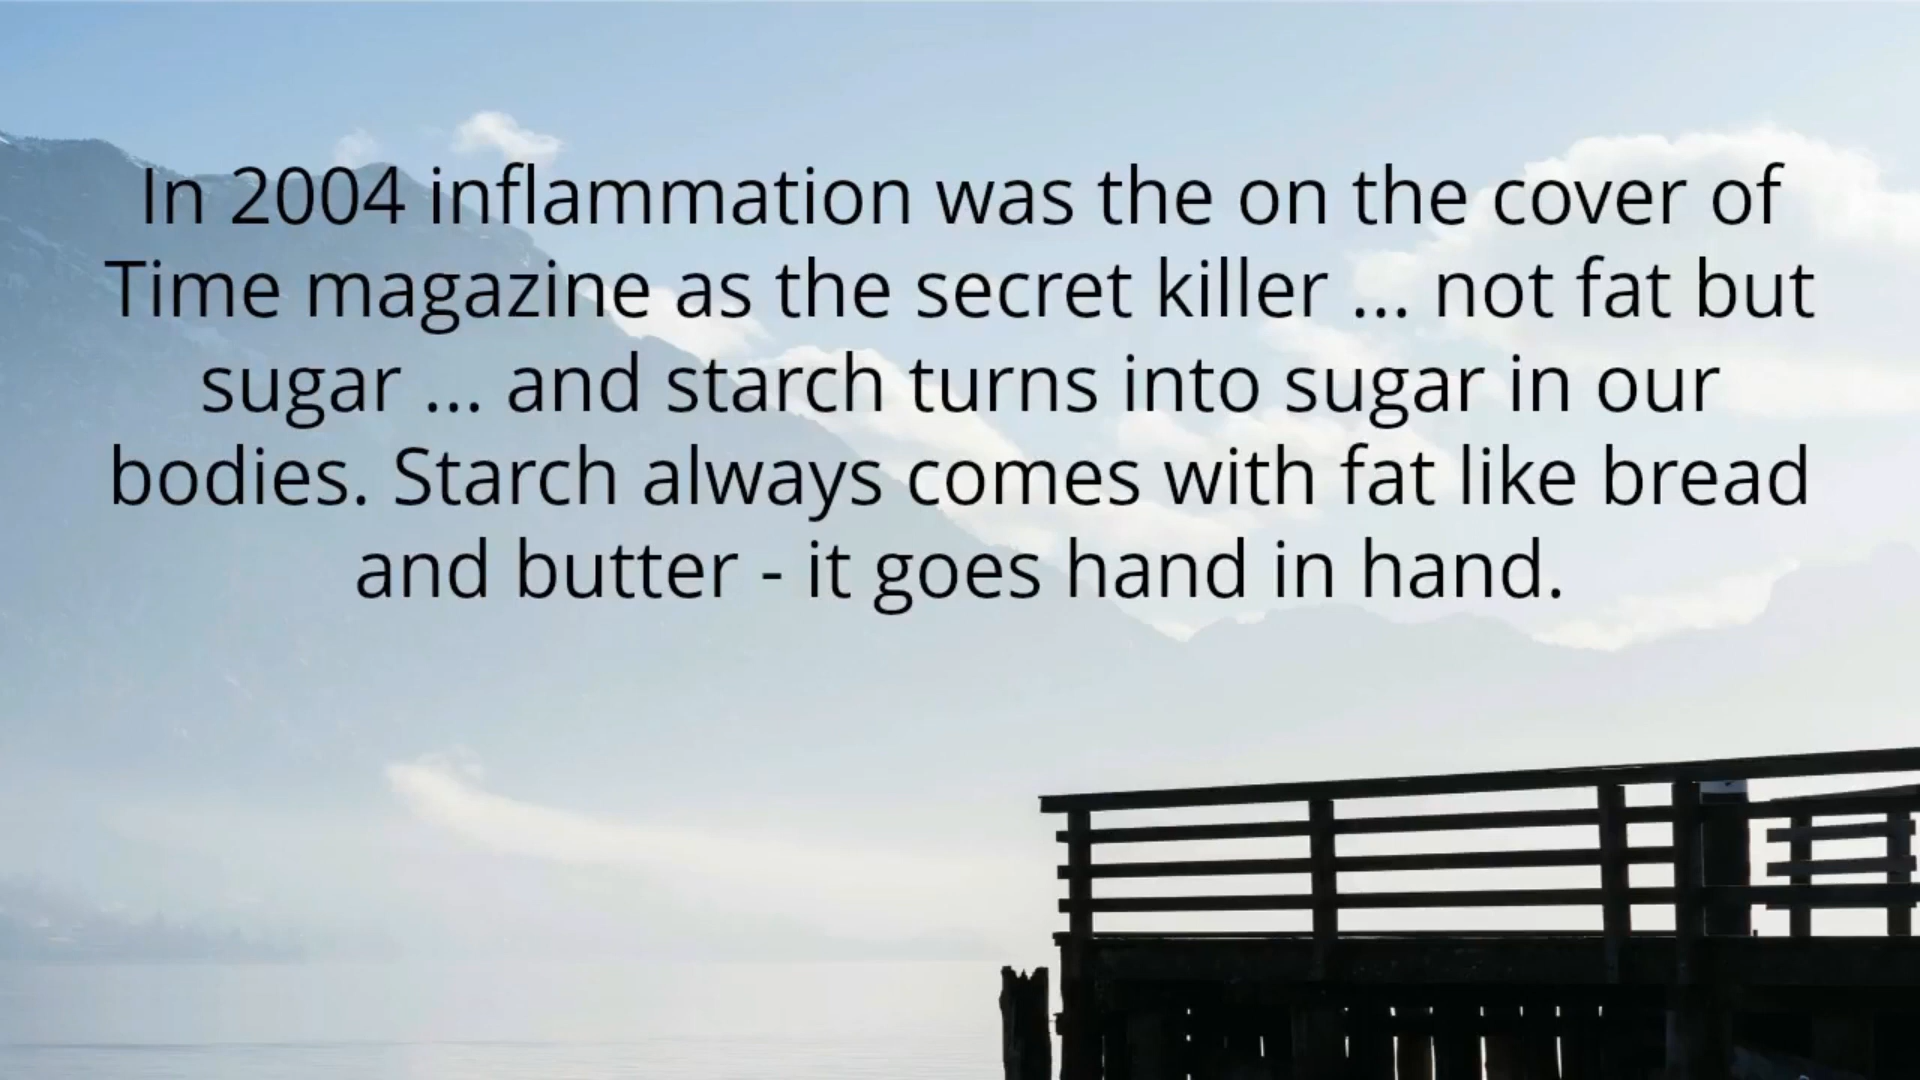 In 2004 inflammation was the on the cover of
Time magazine as the secret killer ... not fat but
sugar ... and starch turns into sugar in our
bodies. Starch always comes with fat like bread
and butter - it goes hand in hand.